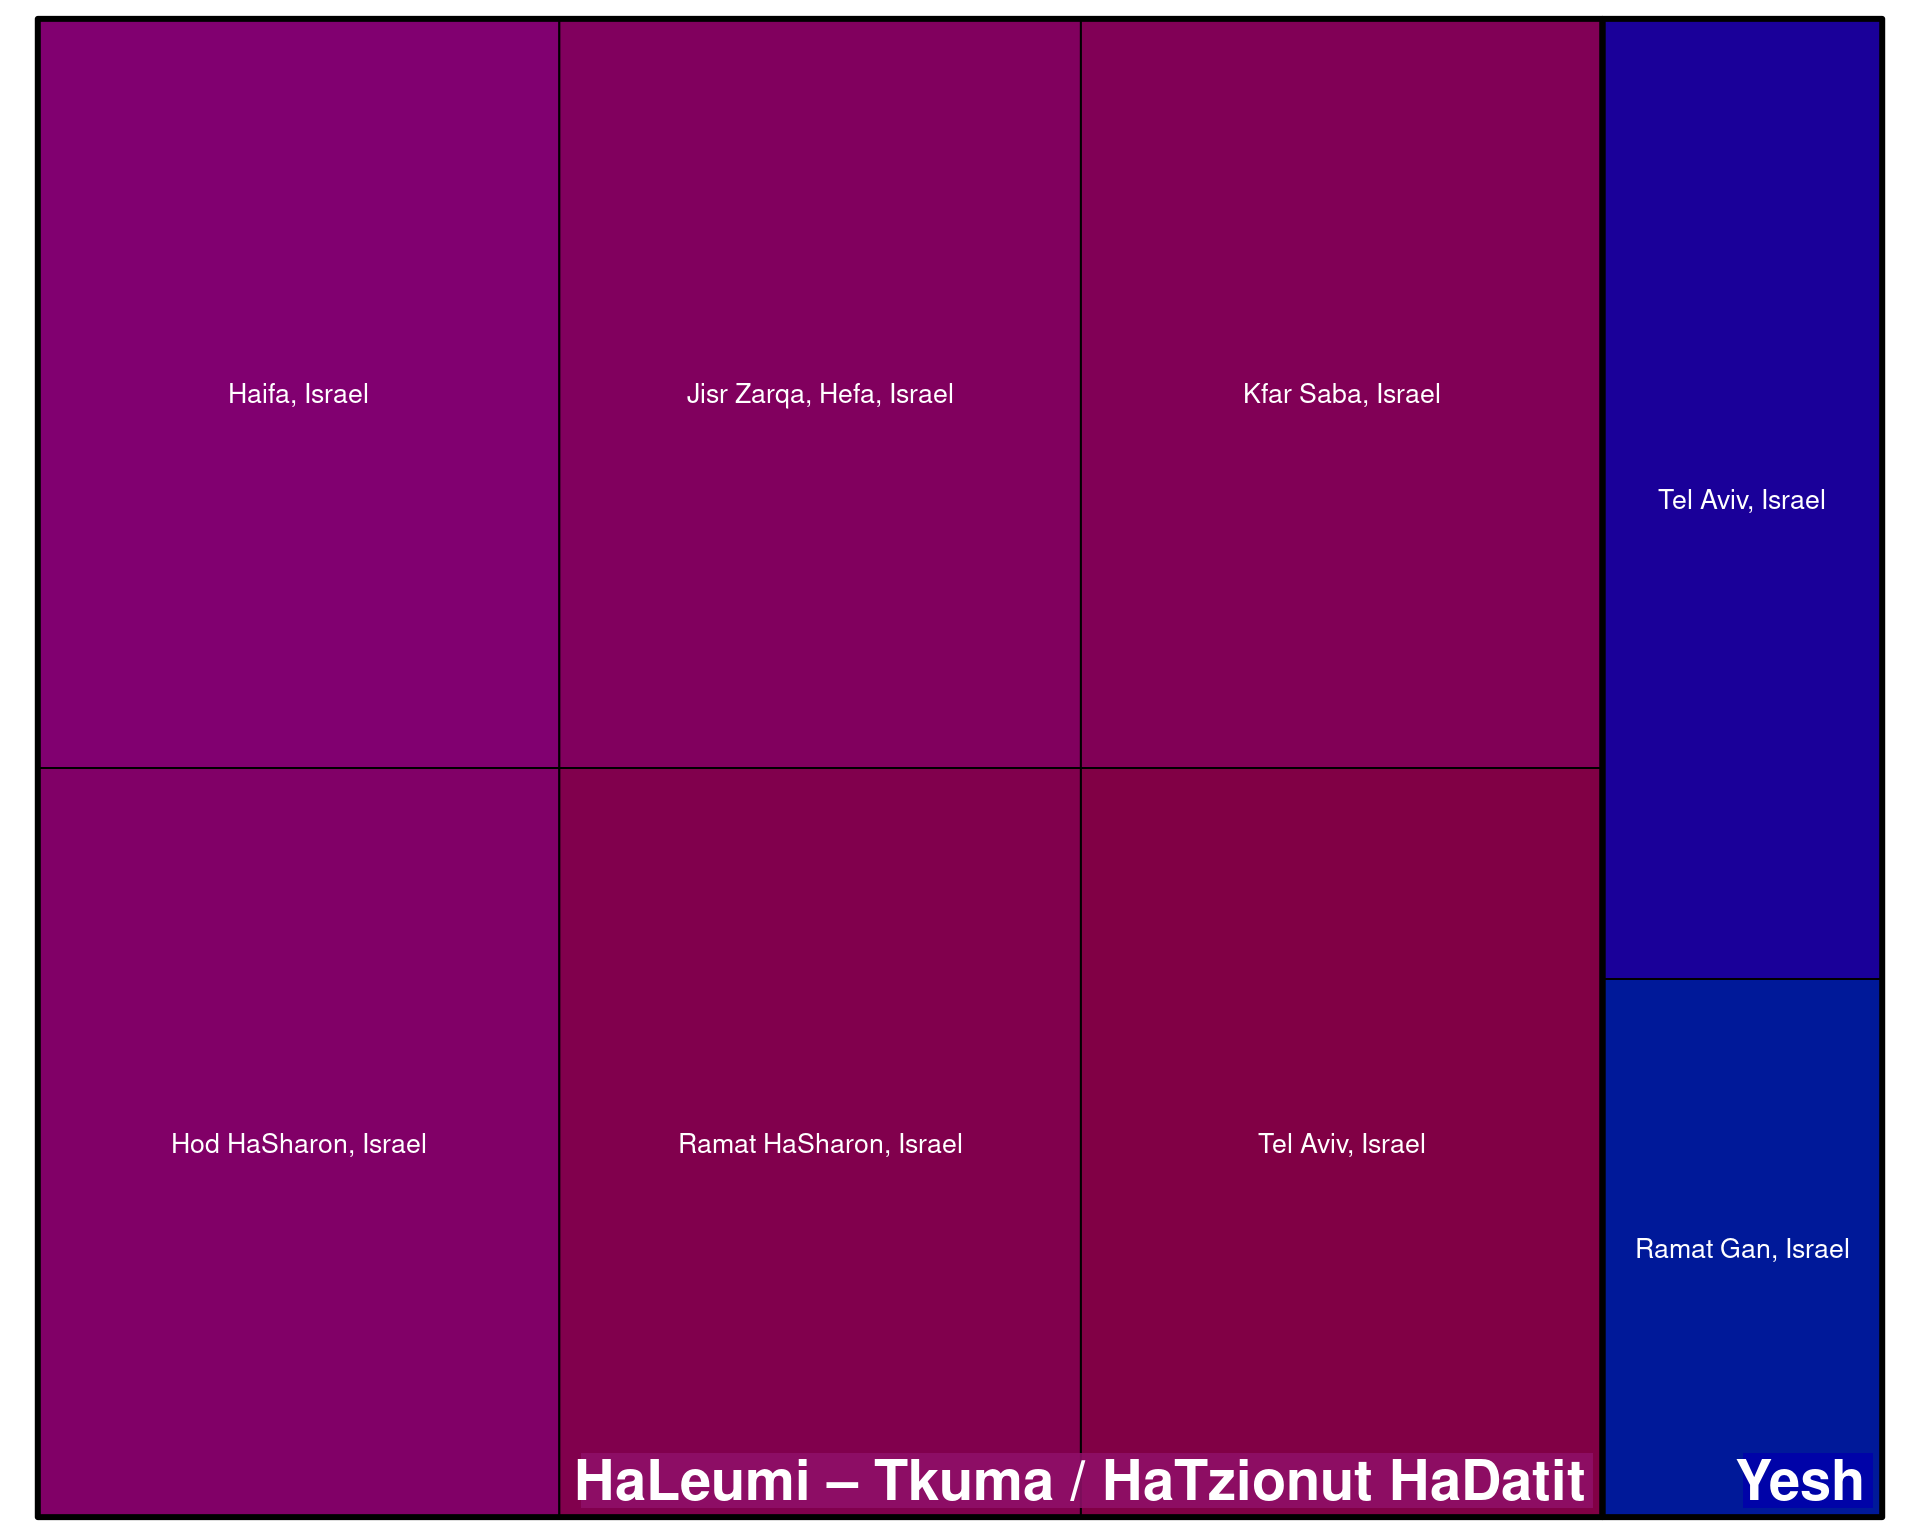 Haifa, Israel
Jisr Zarqa, Hefa, Israel
Kfar Saba, Israel
Tel Aviv, Israel
Hod HaSharon, Israel
Ramat HaSharon, Israel
Tel Aviv, Israel
Ramat Gan, Israel
HaLeumi – Tkuma / HaTzionut HaDatit
Yesh